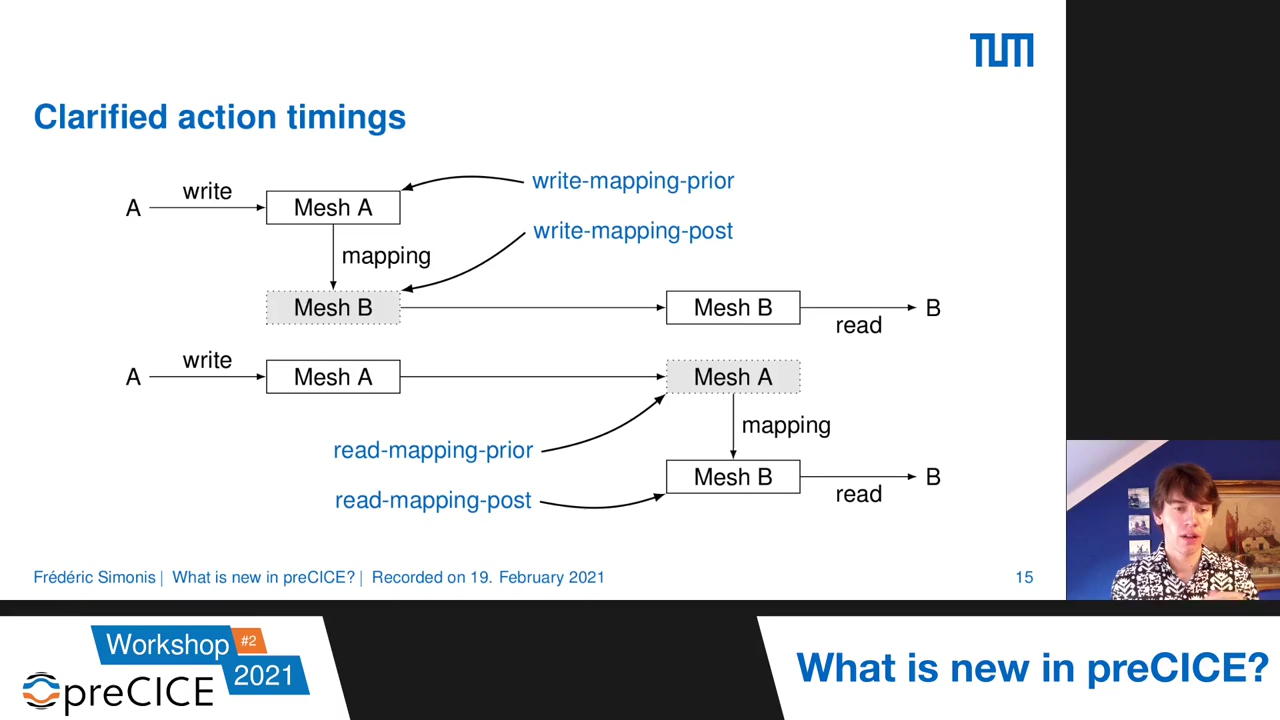 TUM
Clarified action timings
write-mapping-prior
write
A
Mesh A
write-mapping-post
mapping
Mesh B
Mesh B
B
read
write
A
Mesh A
Mesh A
mapping
read-mapping-prior
Mesh B
B
read
read-mapping-post
Frédéric Simonis | What is new in preCICE? | Recorded on 19. February 2021
15
Workshop #2
2021
preCICE
What is new in preCICE?